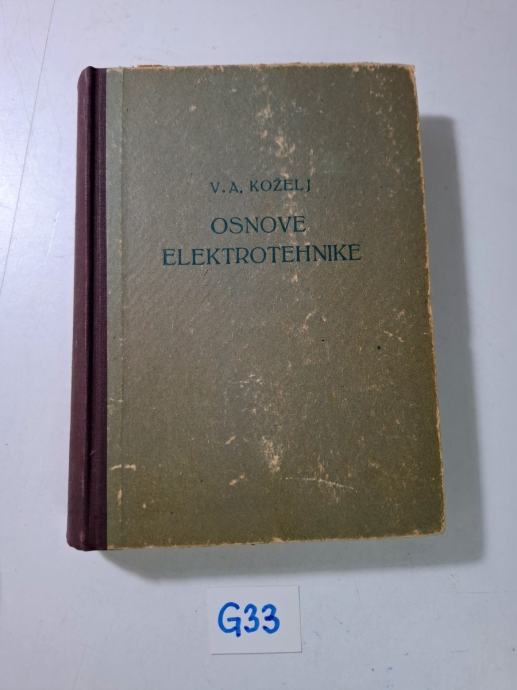 V. A. KOŽELJ
OSNOVE
ELEKTROTEHNIKE
G33